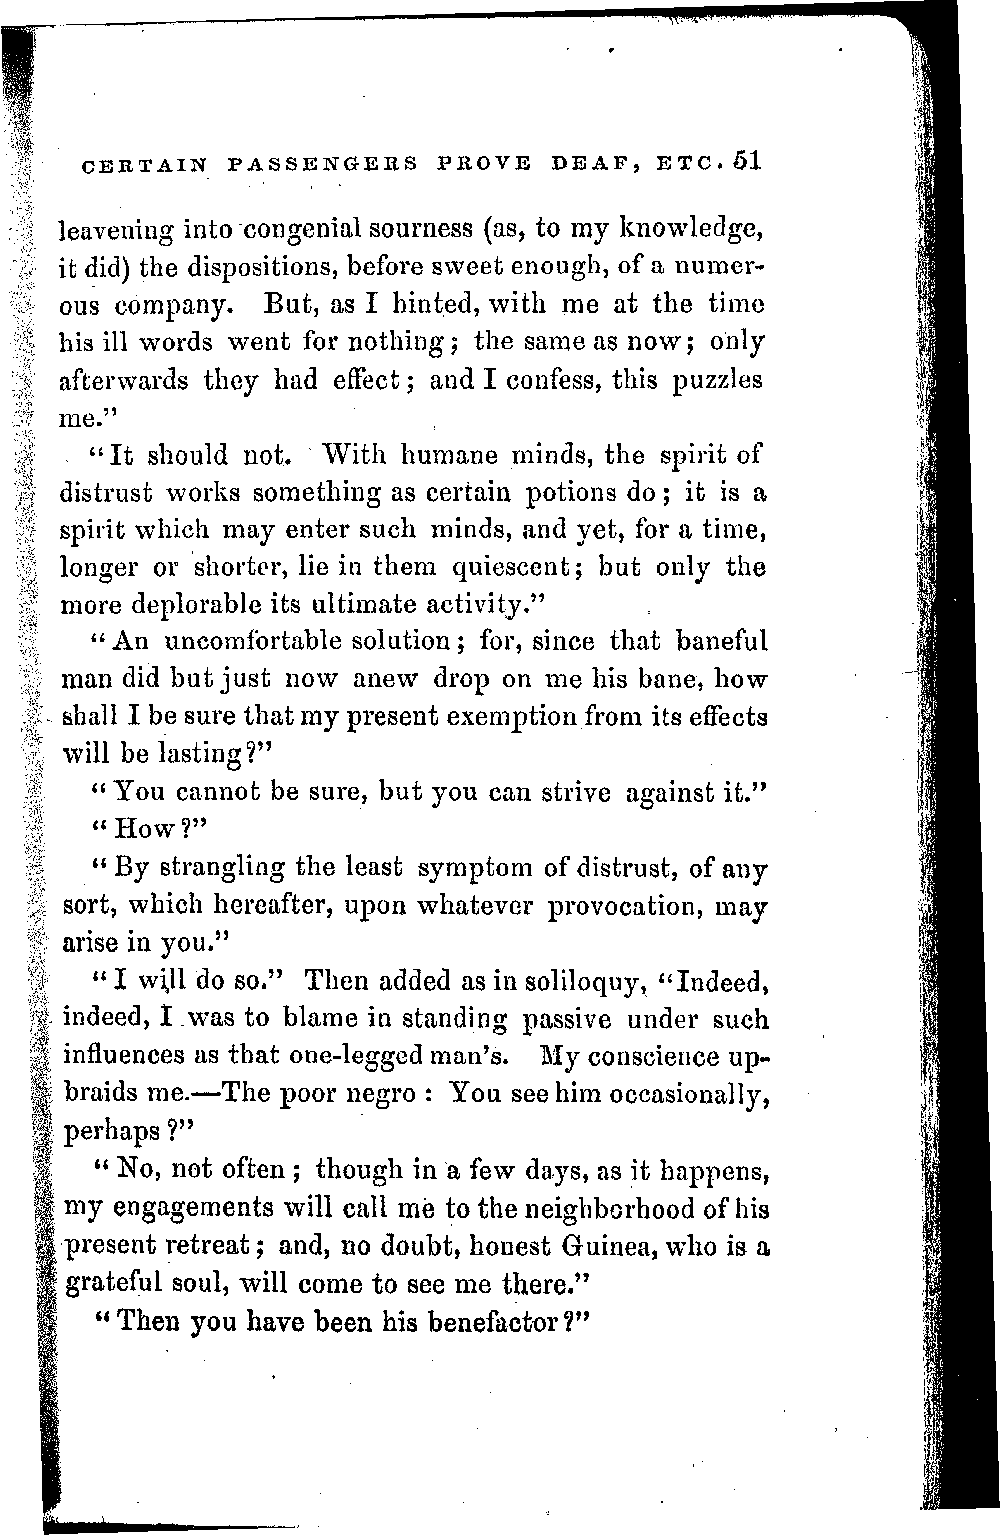 CERTAIN PASSENGERS PROVE DEAF, ETC. 51
leavening into congenial sourness (as, to my knowledge,
it did) the dispositions, before sweet enough, of a numer-
ous company. But, as I hinted, with me at the time
his ill words went for nothing; the same as now; only
afterwards they had effect; and I confess, this puzzles
me."
"It should not. With humane minds, the spirit of
distrust works something as certain potions do; it is a
spirit which may enter such minds, and yet, for a time,
longer or shorter, lie in them quiescent; but only the
more deplorable its ultimate activity."
"An uncomfortable solution; for, since that baneful
man did but just now anew drop on me his bane, how
shall I be sure that my present exemption from its effects
will be lasting?"
"You cannot be sure, but you can strive against it."
"How?"
"By strangling the least symptom of distrust, of any
sort, which hereafter, upon whatever provocation, may
arise in you."
"I will do so." Then added as in soliloquy, "Indeed,
indeed, I was to blame in standing passive under such
influences as that one-legged man's. My conscience up-
braids me.—The poor negro: You see him occasionally,
perhaps?"
"No, not often; though in a few days, as it happens,
my engagements will call me to the neighborhood of his
present retreat; and, no doubt, honest Guinea, who is a
grateful soul, will come to see me there."
"Then you have been his benefactor?"